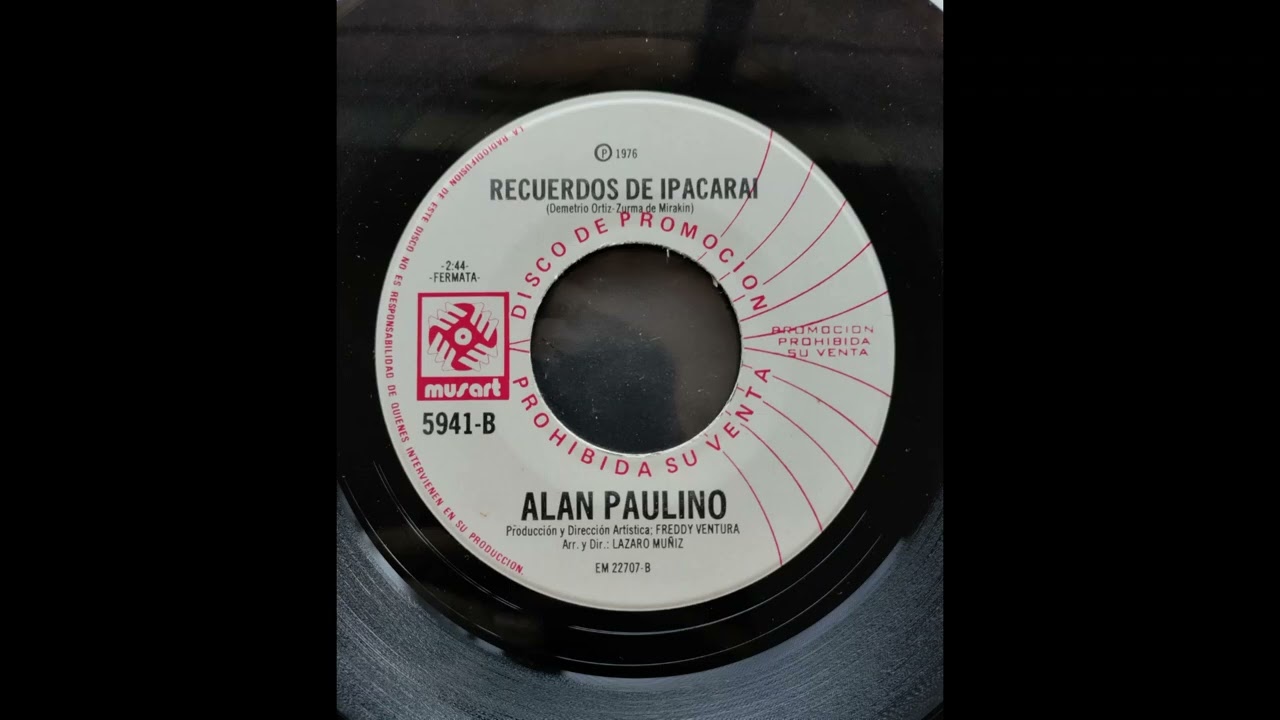 Ⓟ 1976
RECUERDOS DE IPACARAI
(Demetrio Ortiz-Zurma de Mirakin)
-2:44-
-FERMATA-
musart
5941-B
DISCO DE PROMOCION
PROHIBIDA SU VENTA
PROMOCION
PROHIBIDA
SU VENTA
ALAN PAULINO
Producción y Dirección Artistica; FREDDY VENTURA
Arr. y Dir.: LAZARO MUÑIZ
EM 22707-B
LA RADIODIFUSION DE ESTE DISCO NO ES RESPONSABILIDAD DE QUIENES INTERVIENEN EN SU PRODUCCION.